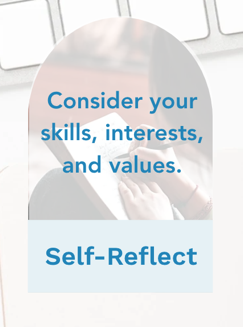 Consider your
skills, interests,
and values.
Self-Reflect